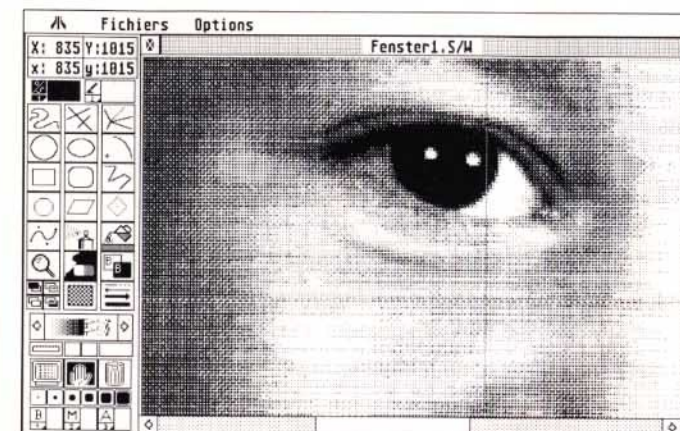 Fichiers Options
X: 835 Y:1015
Fenster1.S/W
x: 835 y:1015
B B
B M A